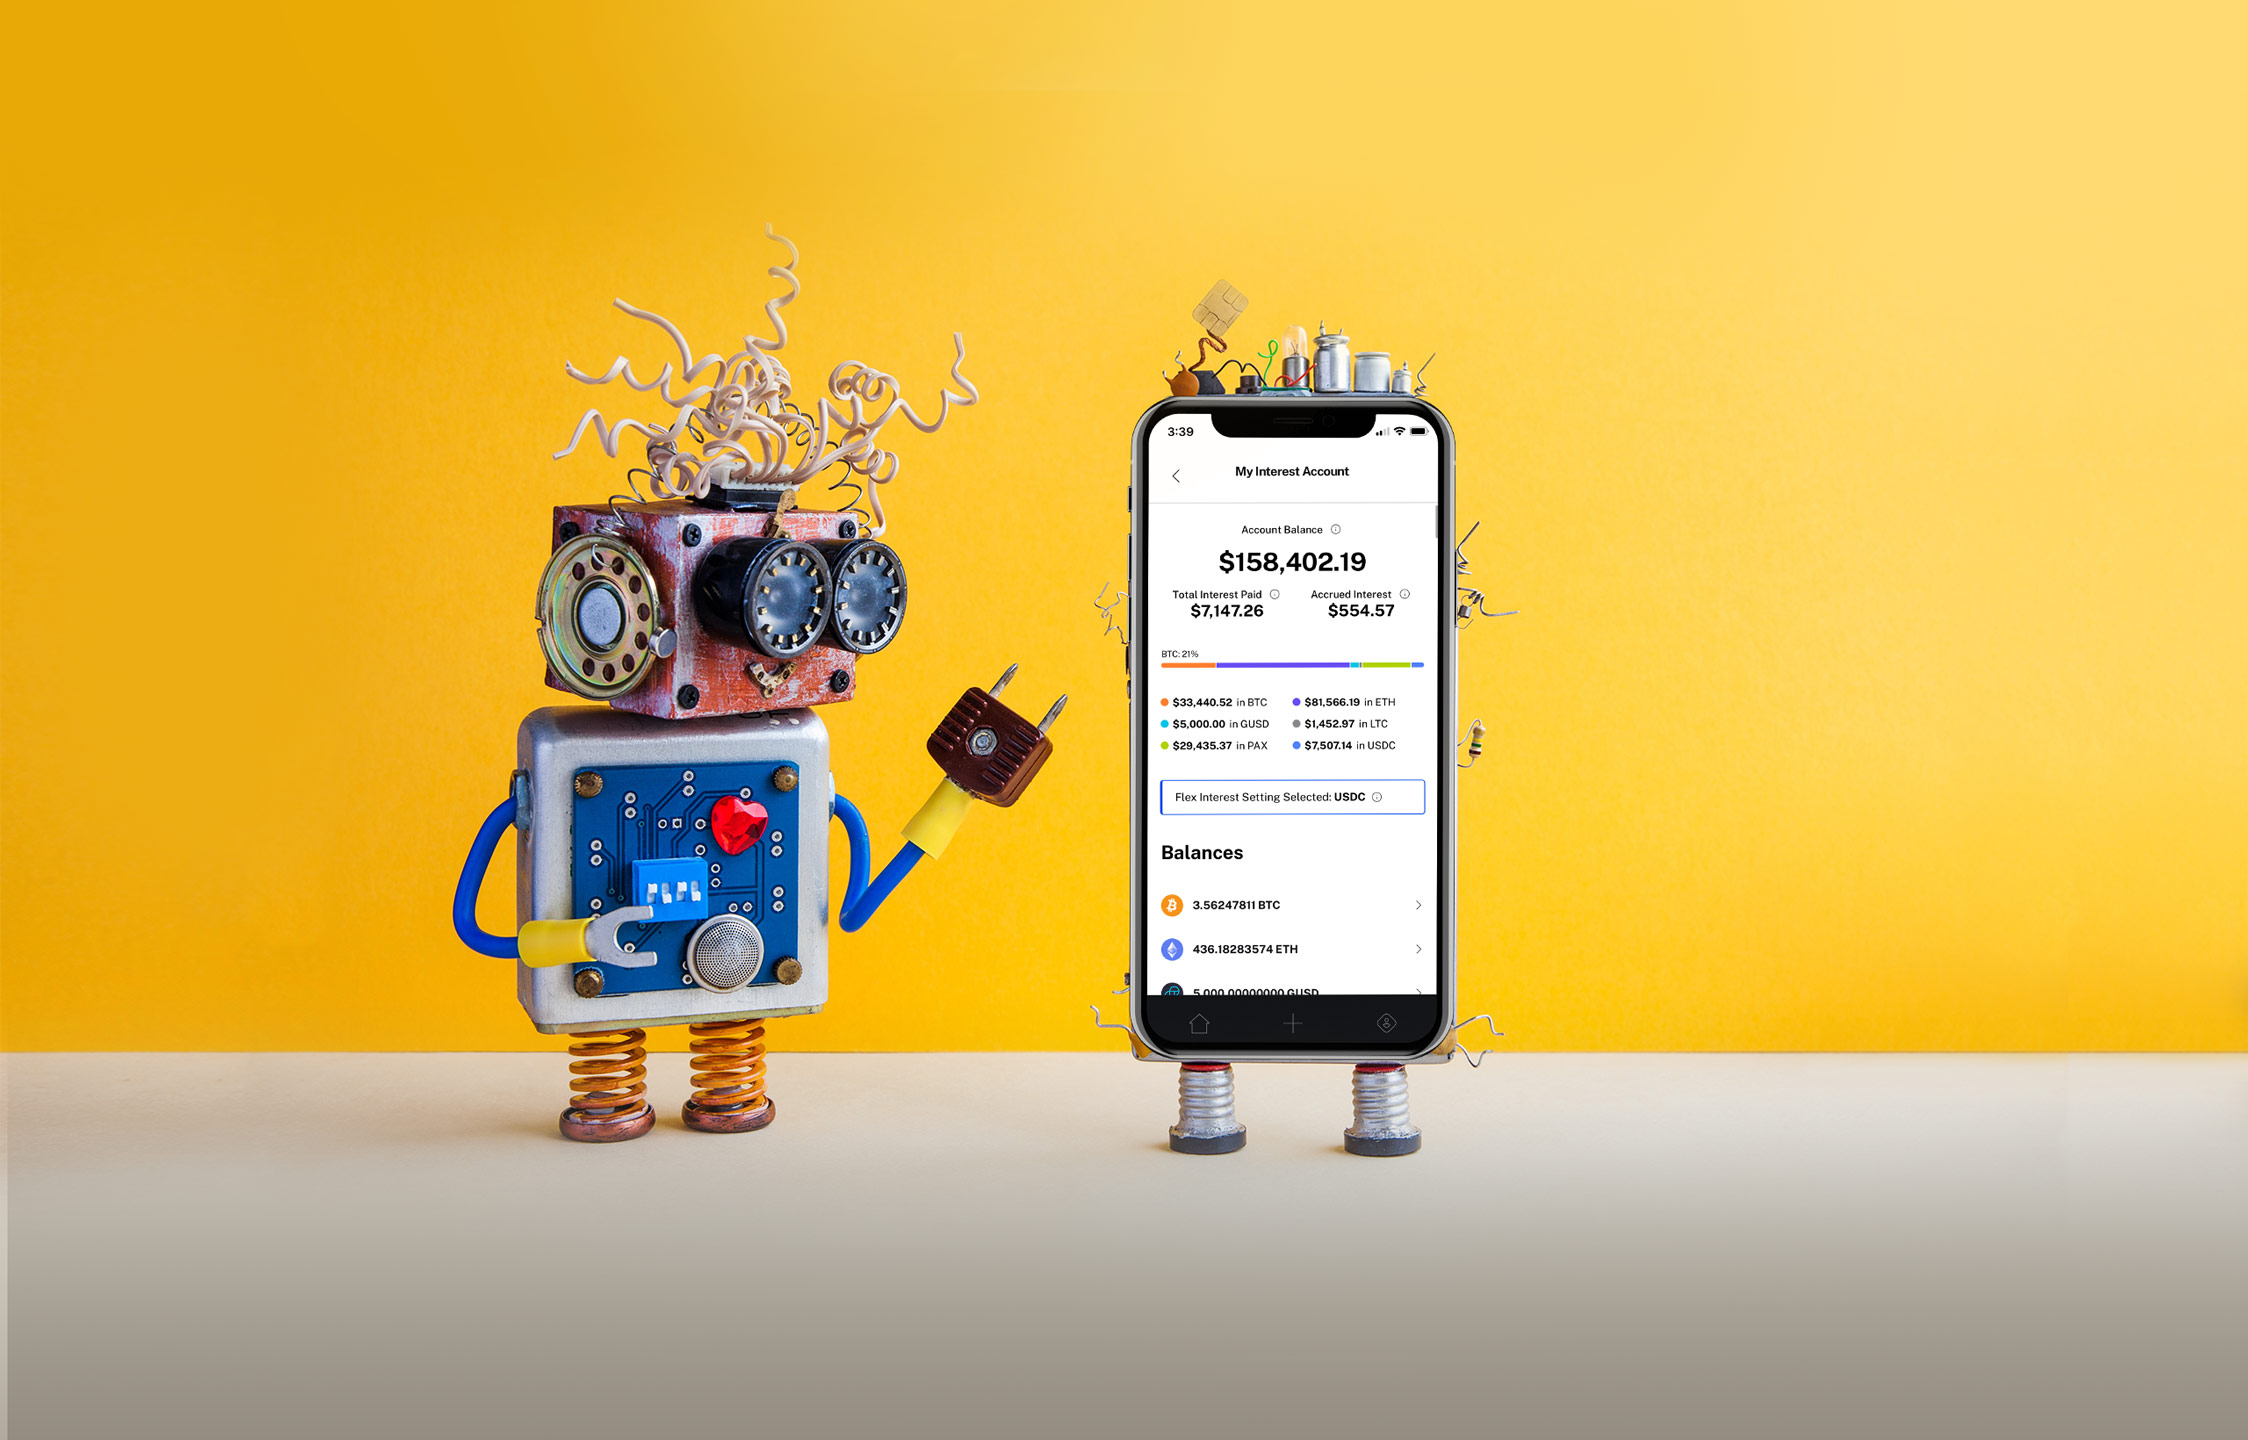 3:39
My Interest Account
Account Balance
$158,402.19
Total Interest Paid Accrued Interest
$7,147.26 $554.57
BTC: 21%
$33,440.52 in BTC $81,566.19 in ETH
$5,000.00 in GUSD $1,452.97 in LTC
$29,435.37 in PAX $7,507.14 in USDC
Flex Interest Setting Selected: USDC
Balances
3.56247811 BTC
436.18283574 ETH
5,000.00000000 GUSD